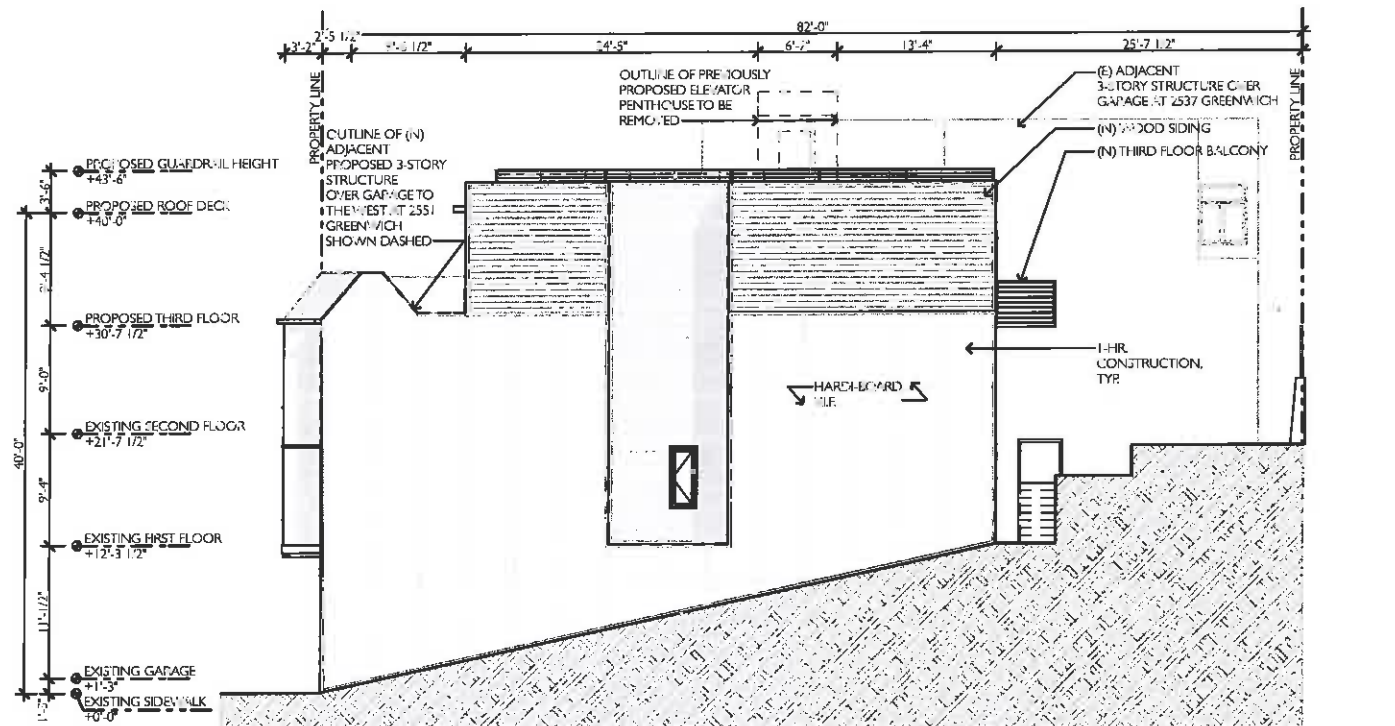 82'-0"
2'-5 1/2"
3'-2"
6'-7"
13'-4"
25'-7 1/2"
PROPERTY LINE
PROPERTY LINE
OUTLINE OF PREVIOUSLY
PROPOSED ELEVATOR
PENTHOUSE TO BE
REMOVED
(E) ADJACENT
3-STORY STRUCTURE OVER
GARAGE AT 2537 GREENWICH
(N) WOOD SIDING
(N) THIRD FLOOR BALCONY
OUTLINE OF (N)
ADJACENT
PROPOSED 3-STORY
STRUCTURE
OVER GARAGE TO
THE WEST AT 2551
GREENWICH
SHOWN DASHED
PROPOSED GUARDRAIL HEIGHT
+43'-6"
3'-6"
PROPOSED ROOF DECK
+40'-0"
PROPOSED THIRD FLOOR
+30'-7 1/2"
9'-0"
1-HR.
CONSTRUCTION,
TYP.
HARDI-BOARD
EXISTING SECOND FLOOR
+21'-7 1/2"
40'-0"
9'-4"
EXISTING FIRST FLOOR
+12'-3 1/2"
EXISTING GARAGE
+1'-3"
EXISTING SIDEWALK
+0'-0"